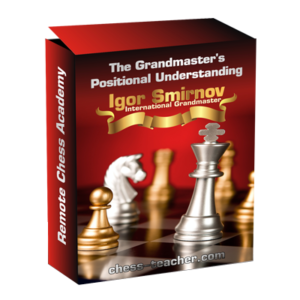 The Grandmaster's
Positional Understanding
Igor Smirnov
International Grandmaster
Remote Chess Academy
chess-teacher.com